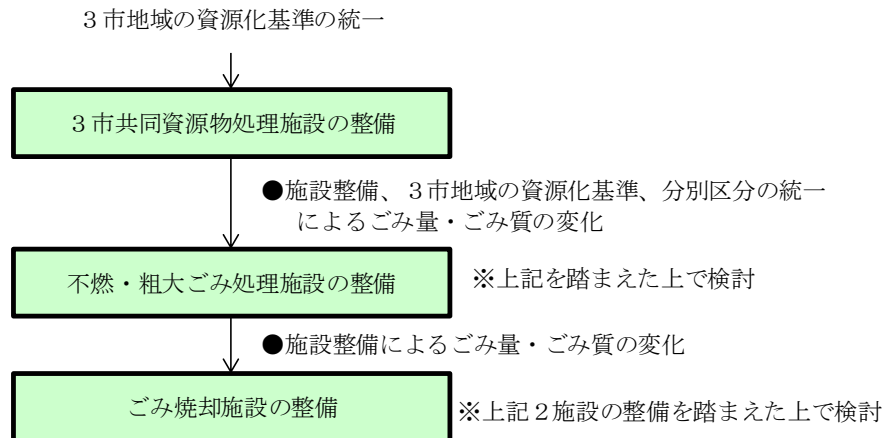 ３市地域の資源化基準の統一
３市共同資源物処理施設の整備
●施設整備、３市地域の資源化基準、分別区分の統一
によるごみ量・ごみ質の変化
不燃・粗大ごみ処理施設の整備
※上記を踏まえた上で検討
●施設整備によるごみ量・ごみ質の変化
ごみ焼却施設の整備
※上記２施設の整備を踏まえた上で検討